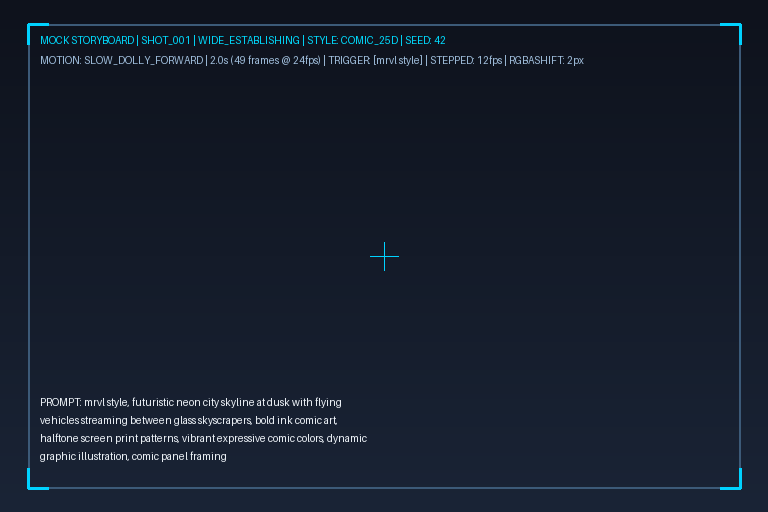 MOCK STORYBOARD | SHOT_001 | WIDE_ESTABLISHING | STYLE: COMIC_25D | SEED: 42
MOTION: SLOW_DOLLY_FORWARD | 2.0s (49 frames @ 24fps) | TRIGGER: [mrvl style] | STEPPED: 12fps | RGBASHIFT: 2px
PROMPT: mrvl style, futuristic neon city skyline at dusk with flying
vehicles streaming between glass skyscrapers, bold ink comic art,
halftone screen print patterns, vibrant expressive comic colors, dynamic
graphic illustration, comic panel framing